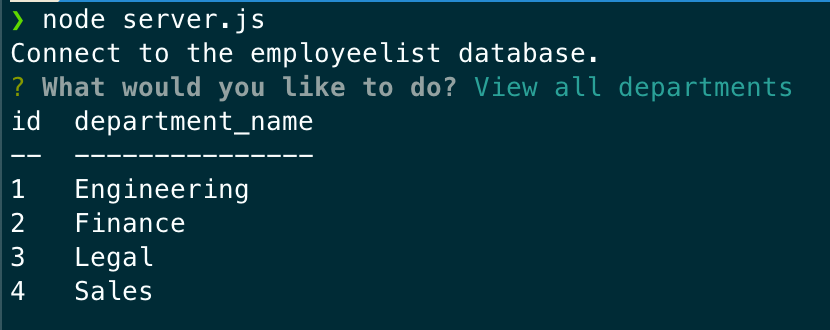 ❯ node server.js
Connect to the employeelist database.
? What would you like to do? View all departments
id  department_name
--  ---------------
1   Engineering
2   Finance
3   Legal
4   Sales